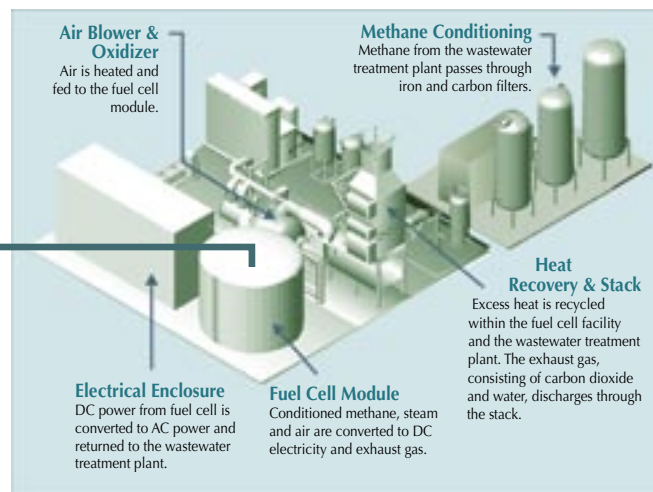 Air Blower &
Oxidizer
Air is heated and
fed to the fuel cell
module.
Methane Conditioning
Methane from the wastewater
treatment plant passes through
iron and carbon filters.
Heat
Recovery & Stack
Excess heat is recycled
within the fuel cell facility
and the wastewater treatment
plant. The exhaust gas,
consisting of carbon dioxide
and water, discharges through
the stack.
Electrical Enclosure
DC power from fuel cell is
converted to AC power and
returned to the wastewater
treatment plant.
Fuel Cell Module
Conditioned methane, steam
and air are converted to DC
electricity and exhaust gas.